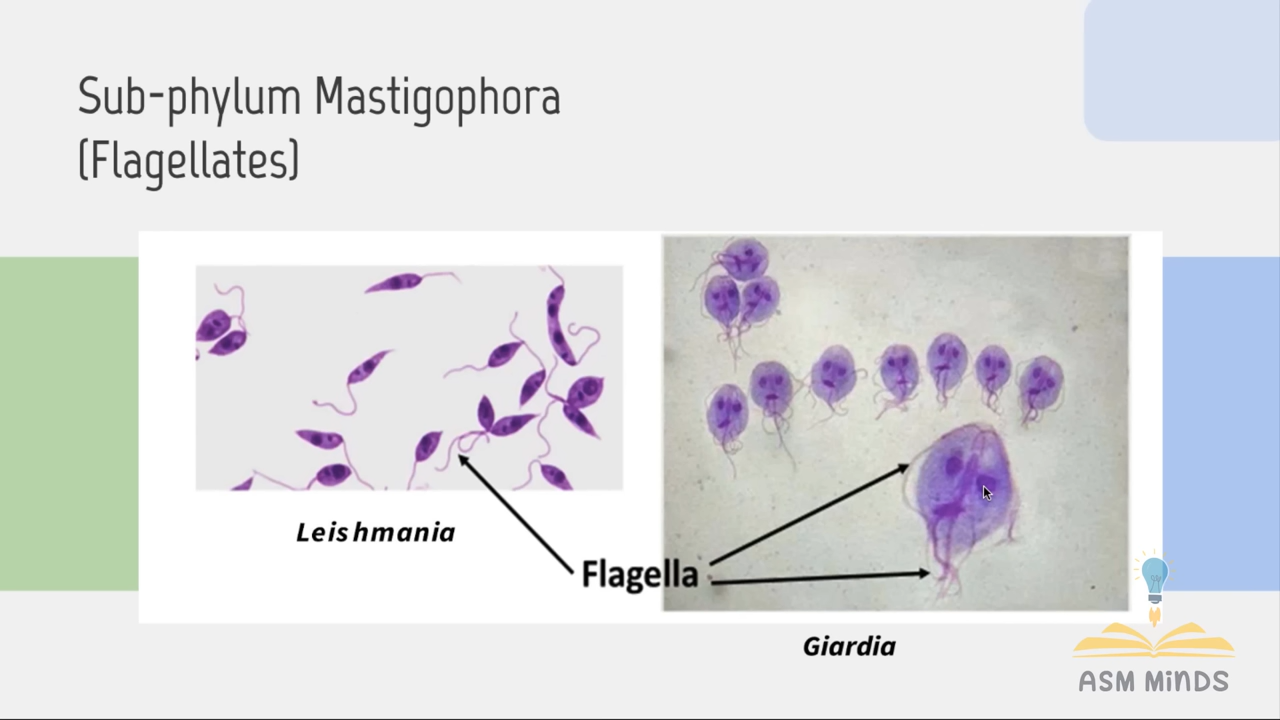 Sub-phylum Mastigophora
(Flagellates)
Leishmania
Flagella
Giardia
ASM MiNDS